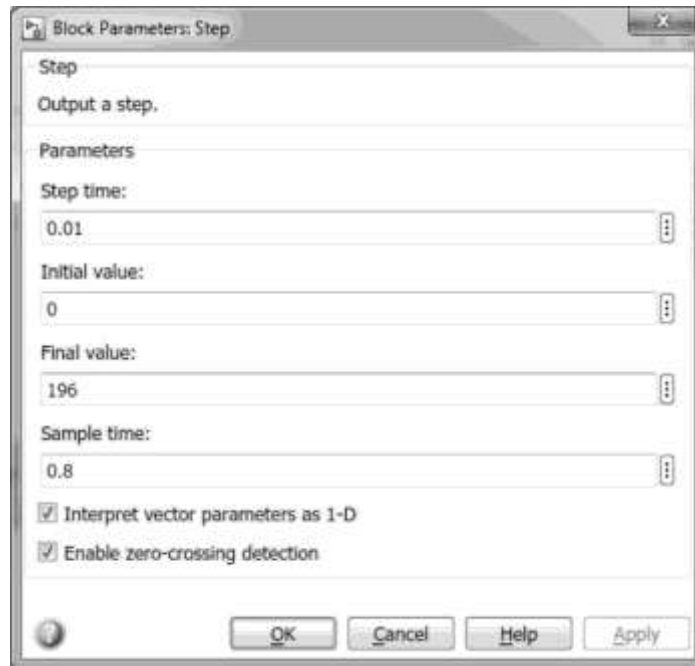 Block Parameters: Step
Step
Output a step.
Parameters
Step time:
0.01
Initial value:
0
Final value:
196
Sample time:
0.8
Interpret vector parameters as 1-D
Enable zero-crossing detection
OK Cancel Help Apply